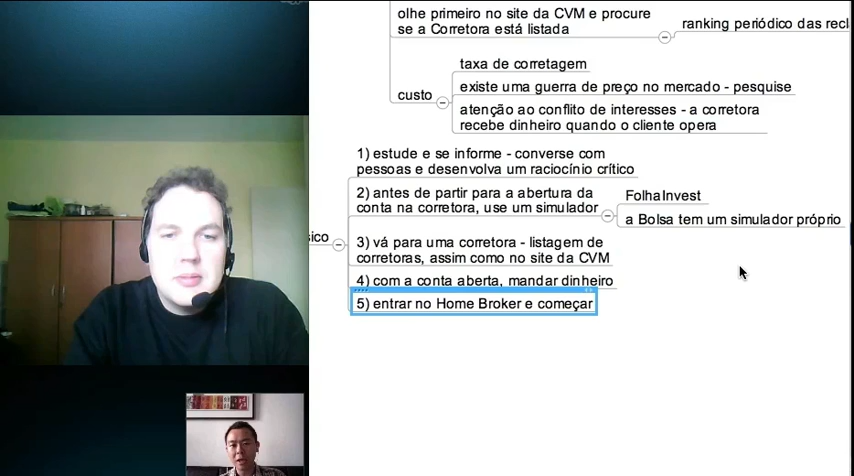 olhe primeiro no site da CVM e procure
se a Corretora está listada
ranking periódico das recl
custo
taxa de corretagem
existe uma guerra de preço no mercado - pesquise
atenção ao conflito de interesses - a corretora
recebe dinheiro quando o cliente opera
sico
1) estude e se informe - converse com
pessoas e desenvolva um raciocínio crítico
2) antes de partir para a abertura da
conta na corretora, use um simulador
FolhaInvest
a Bolsa tem um simulador próprio
3) vá para uma corretora - listagem de
corretoras, assim como no site da CVM
4) com a conta aberta, mandar dinheiro
5) entrar no Home Broker e começar